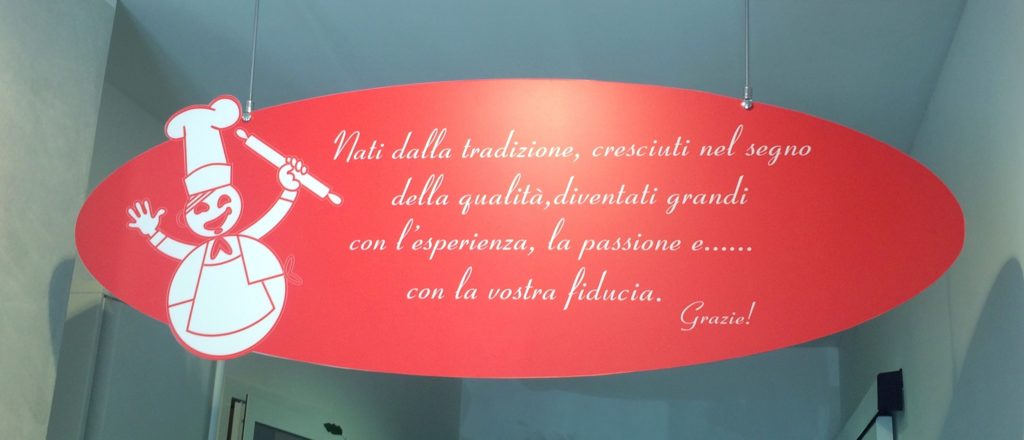 Nati dalla tradizione, cresciuti nel segno
della qualità,diventati grandi
con l'esperienza, la passione e......
con la vostra fiducia.
Grazie!